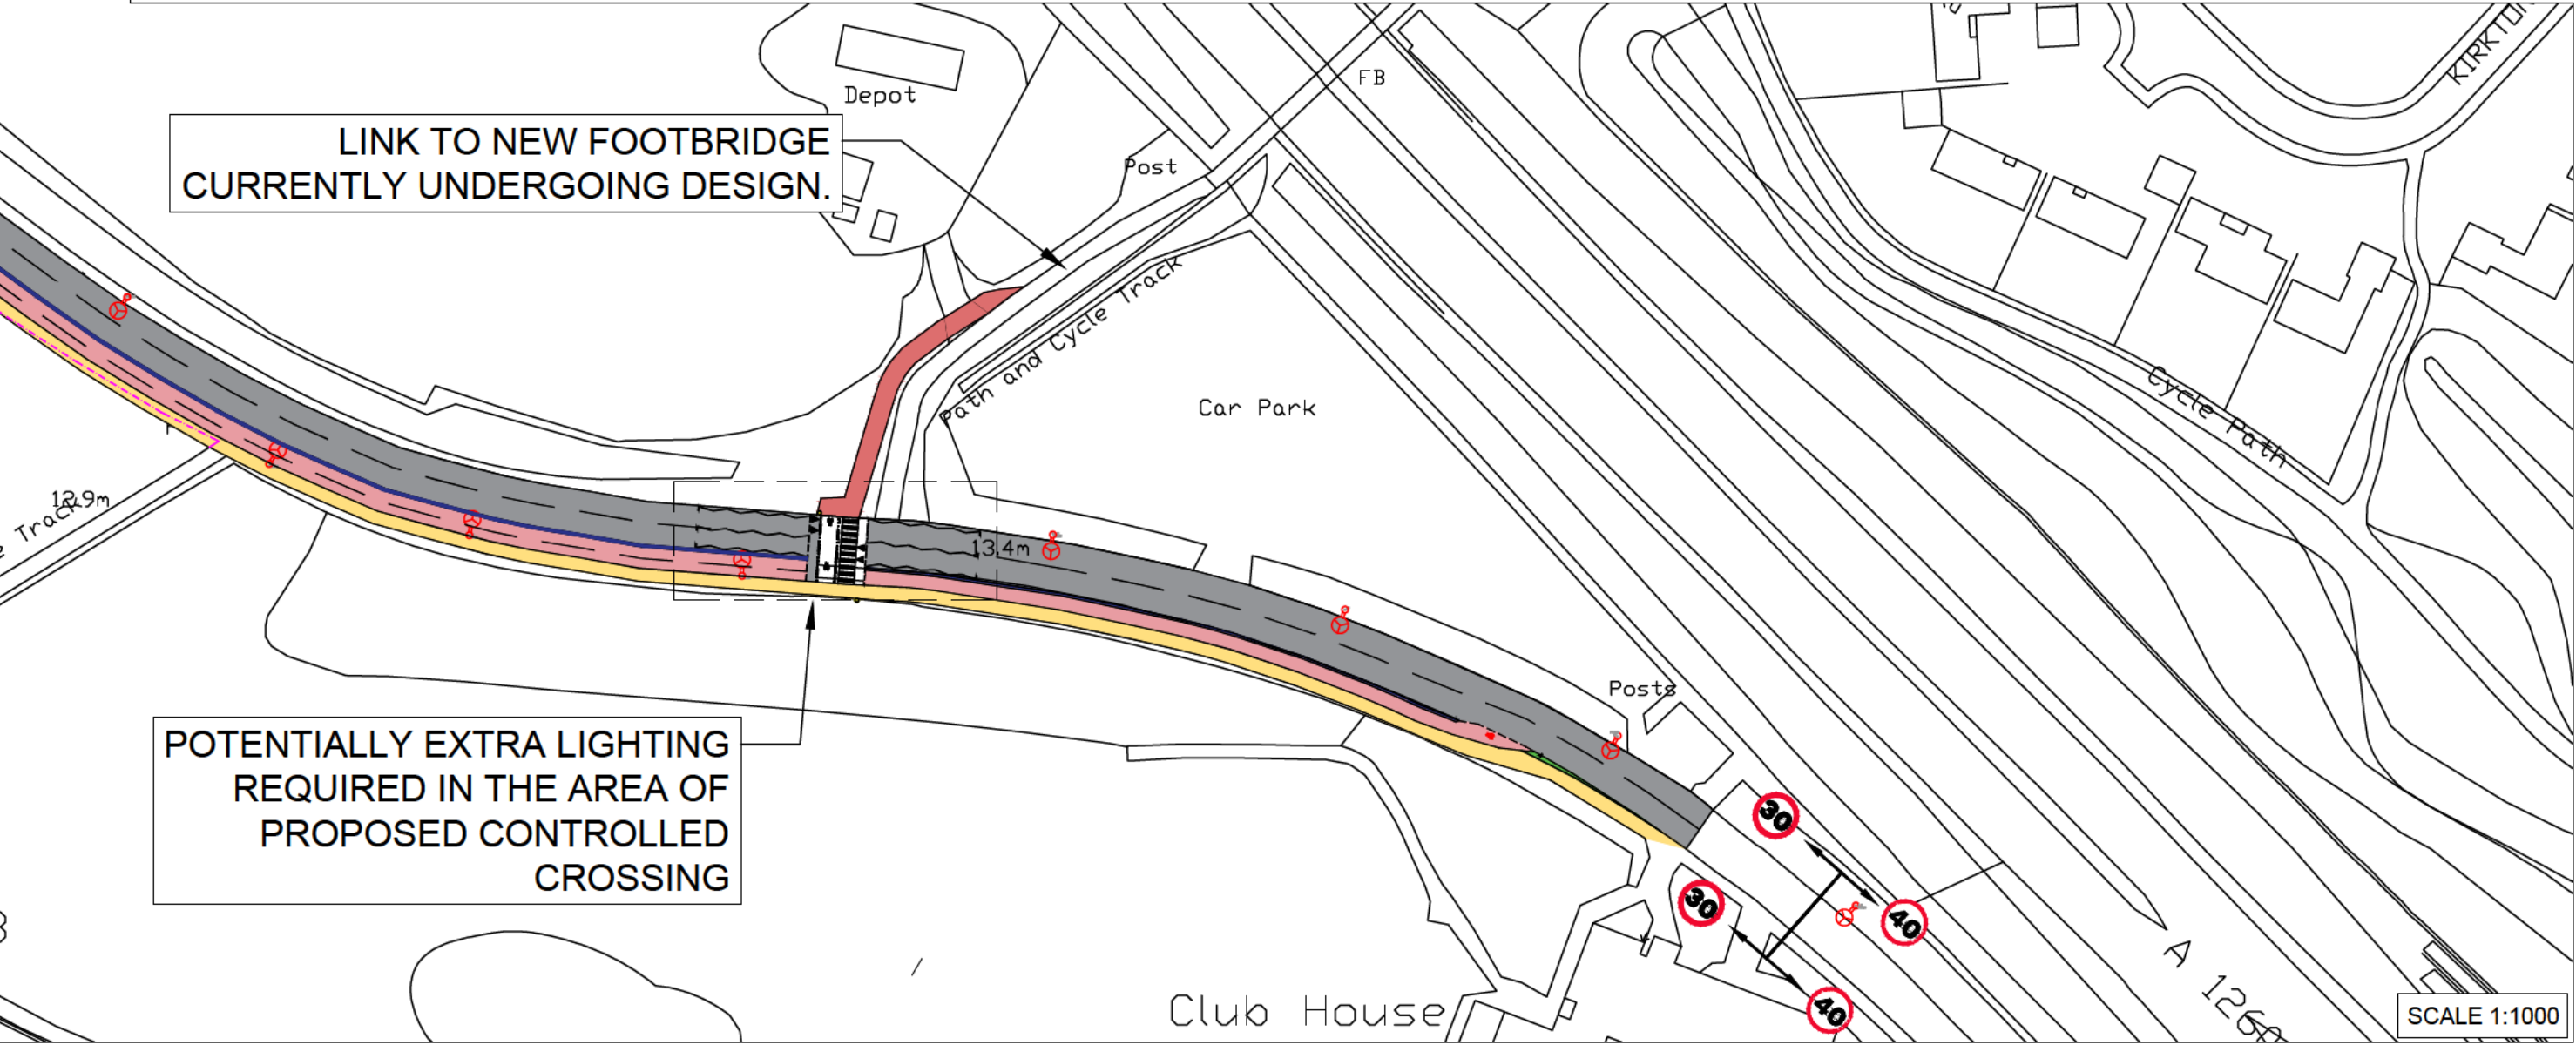 Depot
FB
KIRKTON
LINK TO NEW FOOTBRIDGE
CURRENTLY UNDERGOING DESIGN.
Post
Path and Cycle Track
Car Park
Cycle Path
12.9m
Track
13.4m
Posts
POTENTIALLY EXTRA LIGHTING
REQUIRED IN THE AREA OF
PROPOSED CONTROLLED
CROSSING
30
30
40
40
Club House
A 126
SCALE 1:1000